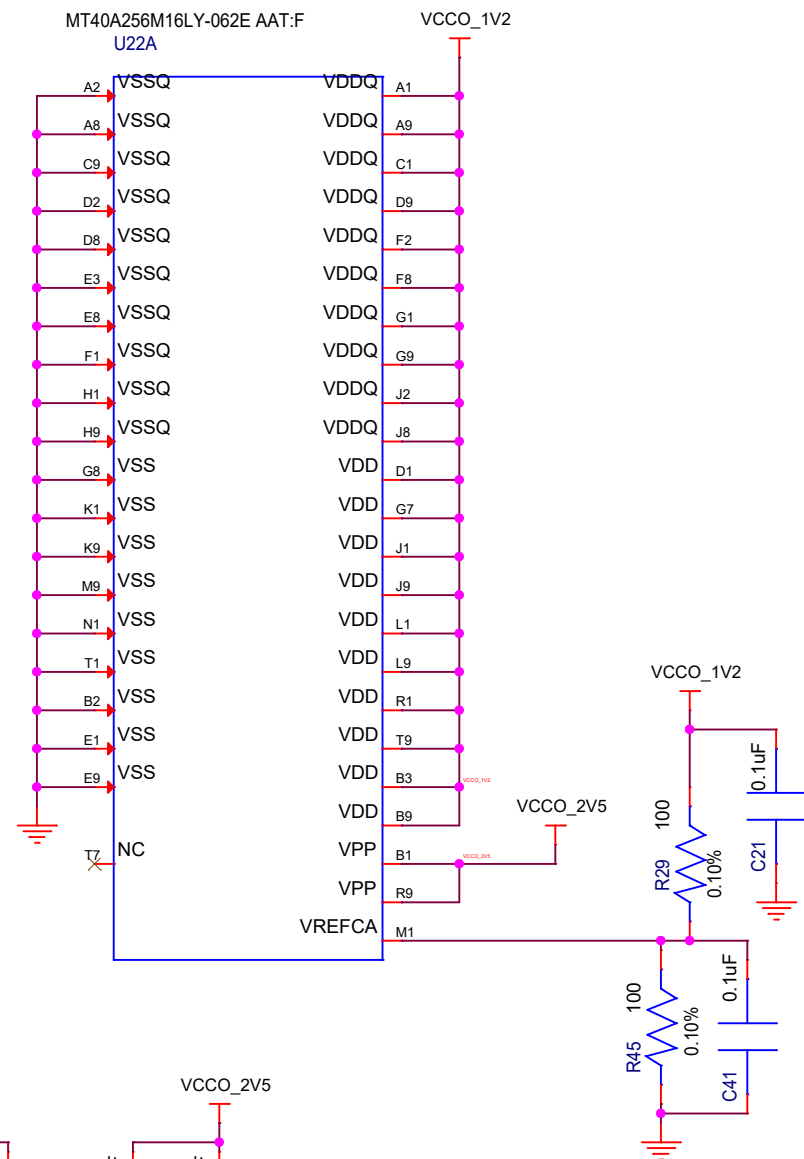 MT40A256M16LY-062E AAT:F
U22A
VCCO_1V2
A2 VSSQ VDDQ A1
A8 VSSQ VDDQ A9
C9 VSSQ VDDQ C1
D2 VSSQ VDDQ D9
D8 VSSQ VDDQ F2
E3 VSSQ VDDQ F8
E8 VSSQ VDDQ G1
F1 VSSQ VDDQ G9
H1 VSSQ VDDQ J2
H9 VSSQ VDDQ J8
G8 VSS VDD D1
K1 VSS VDD G7
K9 VSS VDD J1
M9 VSS VDD J9
N1 VSS VDD L1
T1 VSS VDD L9
B2 VSS VDD R1
E1 VSS VDD T9
E9 VSS VDD B3 VCCO_1V2
VDD B9
T7 NC VPP B1 VCCO_2V5
VPP R9
VREFCA M1
VCCO_2V5
VCCO_1V2
100
R29
0.10%
0.1uF
C21
100
R45
0.10%
0.1uF
C41
VCCO_2V5